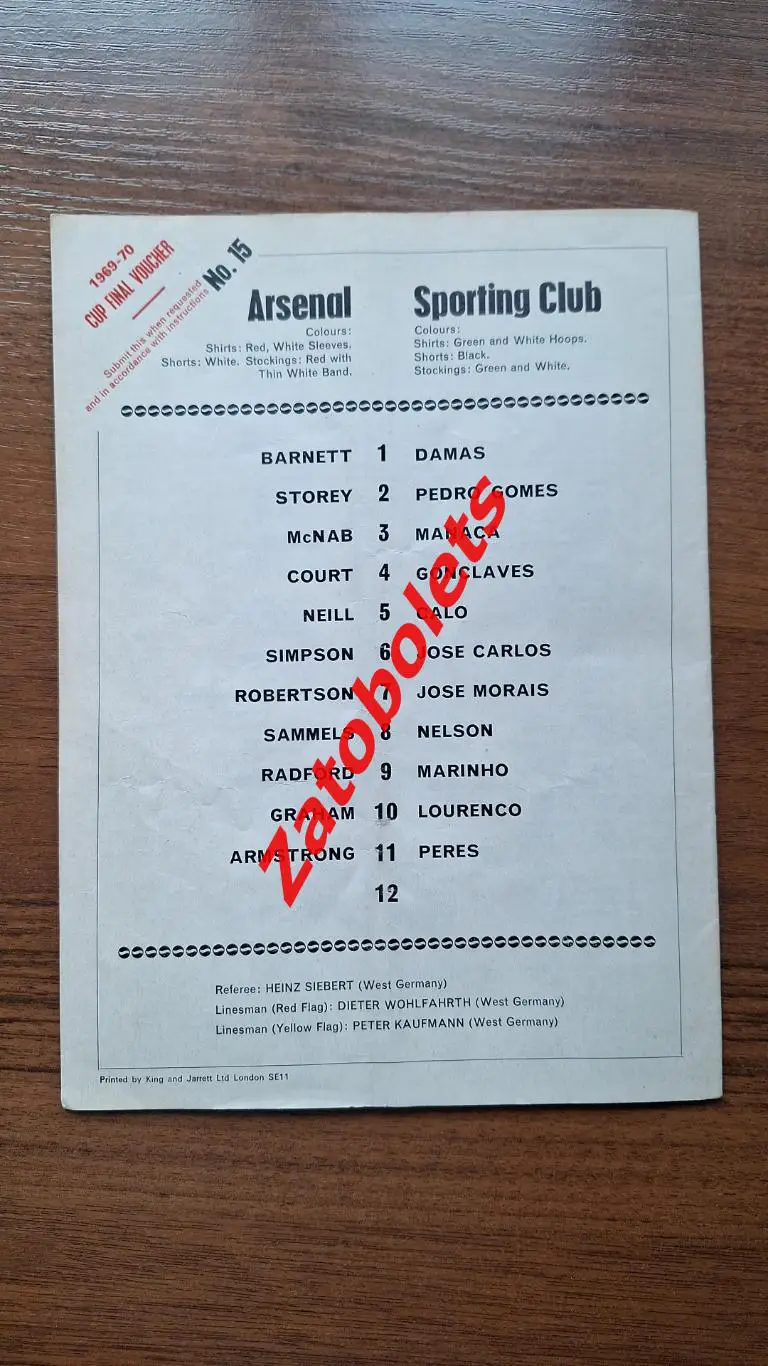 1969-70
CUP FINAL VOUCHER
No. 15
Submit this when requested
and in accordance with instructions
Arsenal
Colours:
Shirts: Red, White Sleeves.
Shorts: White. Stockings: Red with
Thin White Band.
Sporting Club
Colours:
Shirts: Green and White Hoops.
Shorts: Black.
Stockings: Green and White.
BARNETT 1 DAMAS
STOREY 2 PEDRO GOMES
McNAB 3 MANACA
COURT 4 GONCLAVES
NEILL 5 CALO
SIMPSON 6 JOSE CARLOS
ROBERTSON 7 JOSE MORAIS
SAMMELS 8 NELSON
RADFORD 9 MARINHO
GRAHAM 10 LOURENCO
ARMSTRONG 11 PERES
12
Referee: HEINZ SIEBERT (West Germany)
Linesman (Red Flag): DIETER WOHLFAHRTH (West Germany)
Linesman (Yellow Flag): PETER KAUFMANN (West Germany)
Printed by King and Jarrett Ltd London SE11
Zatobolets